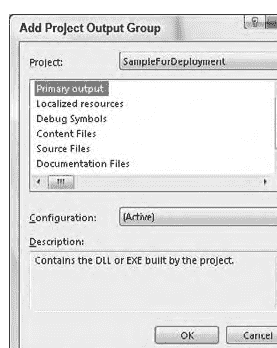 Add Project Output Group
Project: SampleForDeployment
Primary output
Localized resources
Debug Symbols
Content Files
Source Files
Documentation Files
Configuration: (Active)
Description:
Contains the DLL or EXE built by the project.
OK Cancel